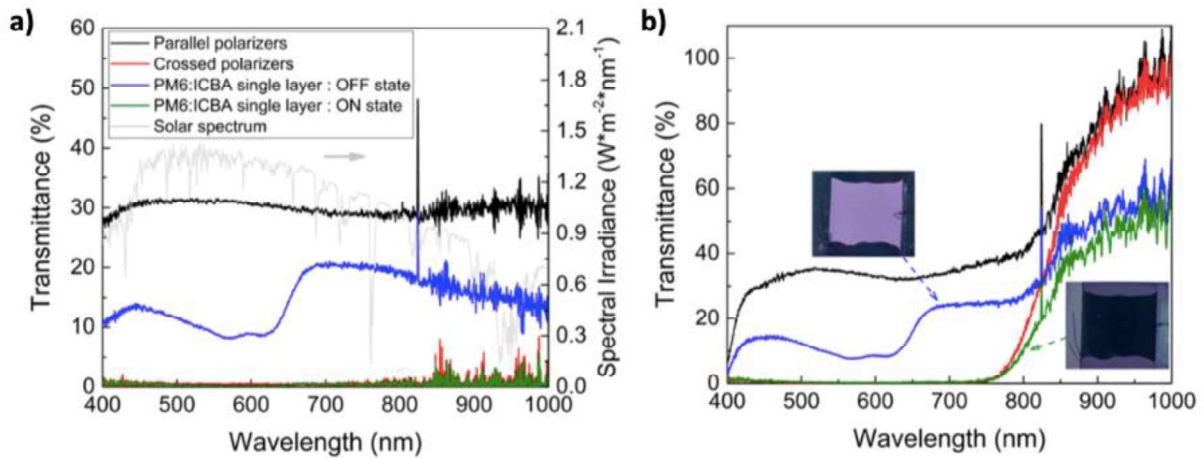 a)
60
50
40
30
20
10
0
Transmittance (%)
Parallel polarizers
Crossed polarizers
PM6:ICBA single layer : OFF state
PM6:ICBA single layer : ON state
Solar spectrum
2.1
1.8
1.5
1.2
0.9
0.6
0.3
0.0
Spectral Irradiance (W*m-2*nm-1)
400 500 600 700 800 900 1000
Wavelength (nm)
b)
100
80
60
40
20
0
Transmittance (%)
400 500 600 700 800 900 1000
Wavelength (nm)